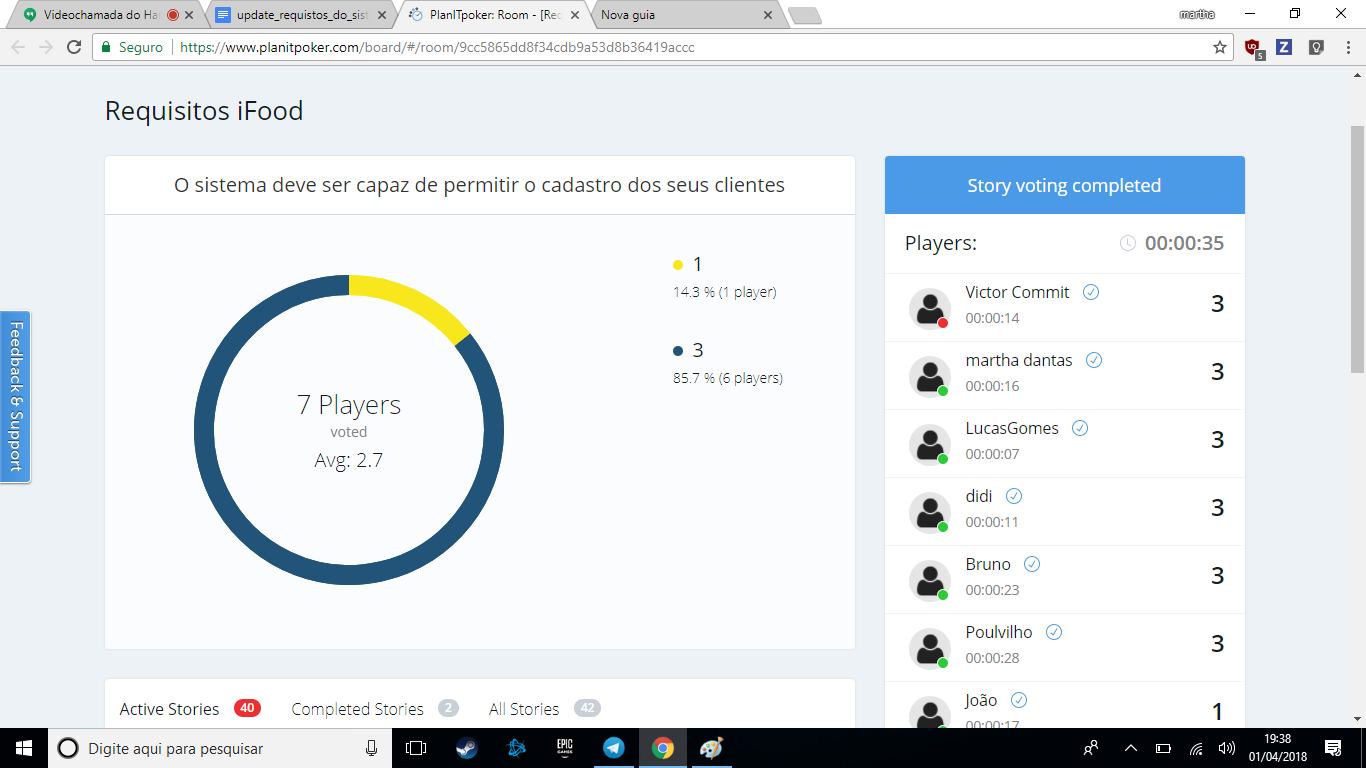 Videochamada do Ha
update_requistos_do_sist
PlanITpoker: Room - [Rec
Nova guia
martha
Seguro
https://www.planitpoker.com/board/#/room/9cc5865dd8f34cdb9a53d8b36419accc
5
Z
Requisitos iFood
O sistema deve ser capaz de permitir o cadastro dos seus clientes
1
14.3 % (1 player)
3
85.7 % (6 players)
7 Players
voted
Avg: 2.7
Feedback & Support
Active Stories 40
Completed Stories 2
All Stories 42
Story voting completed
Players:
00:00:35
Victor Commit
00:00:14
3
martha dantas
00:00:16
3
LucasGomes
00:00:07
3
didi
00:00:11
3
Bruno
00:00:23
3
Poulvilho
00:00:28
3
João
00:00:17
1
Digite aqui para pesquisar
EPIC
GAMES
19:38
01/04/2018